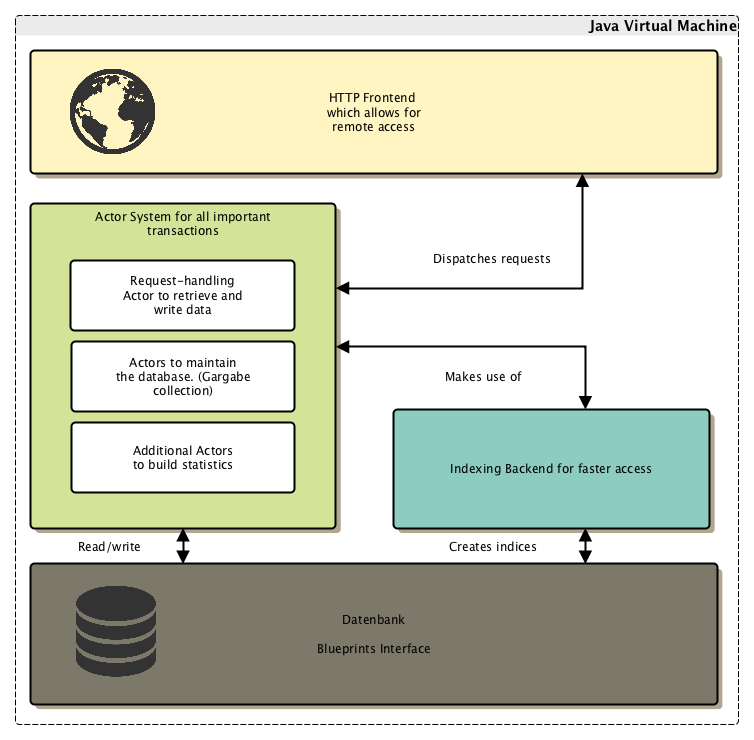 Java Virtual Machine
HTTP Frontend
which allows for
remote access
Actor System for all important
transactions
Dispatches requests
Request-handling
Actor to retrieve and
write data
Actors to maintain
the database. (Gargabe
collection)
Makes use of
Additional Actors
to build statistics
Indexing Backend for faster access
Read/write
Creates indices
Datenbank
Blueprints Interface